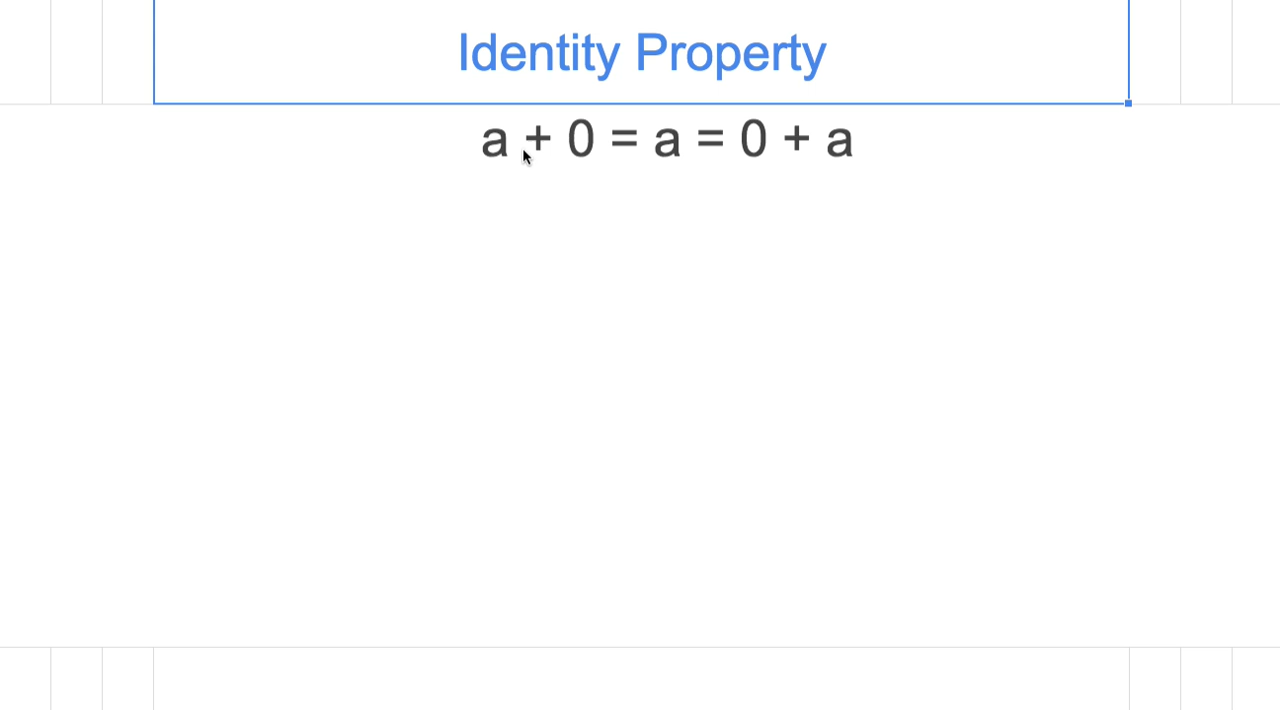 Identity Property
a + 0 = a = 0 + a